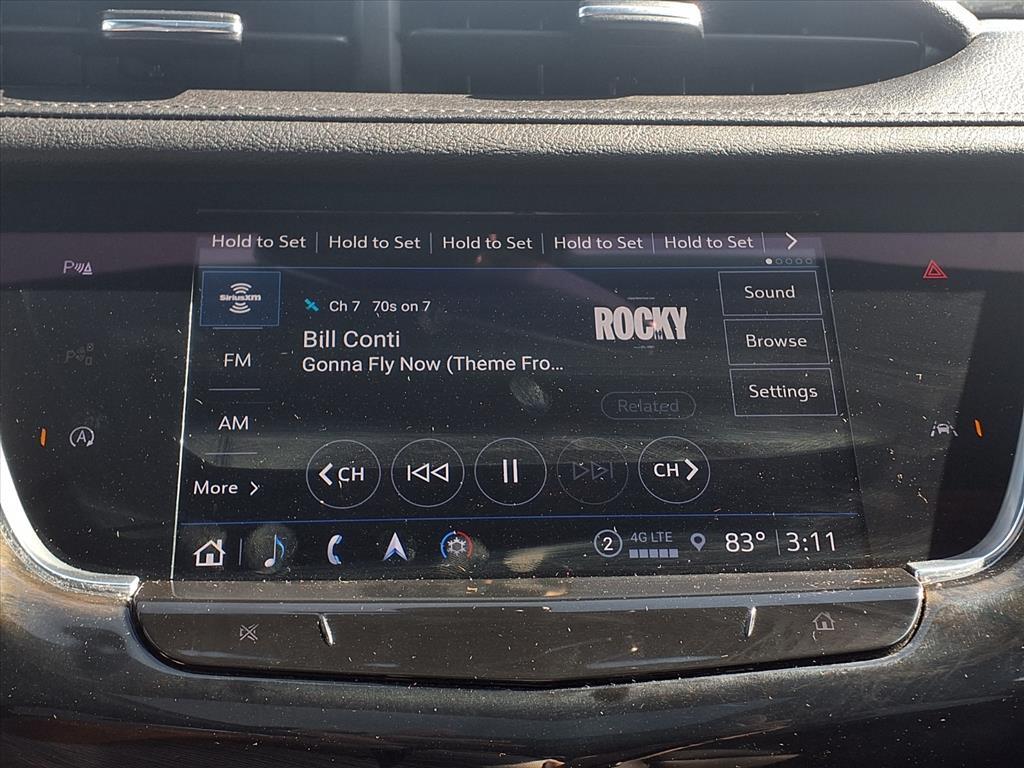 Hold to Set Hold to Set Hold to Set Hold to Set Hold to Set
SiriusXM
Ch 7 70s on 7
Bill Conti
Gonna Fly Now (Theme Fro...
ROCKY
Sound
Browse
Settings
FM
AM
More
Related
CH
CH
2
4G LTE
83°
3:11
P
P
A